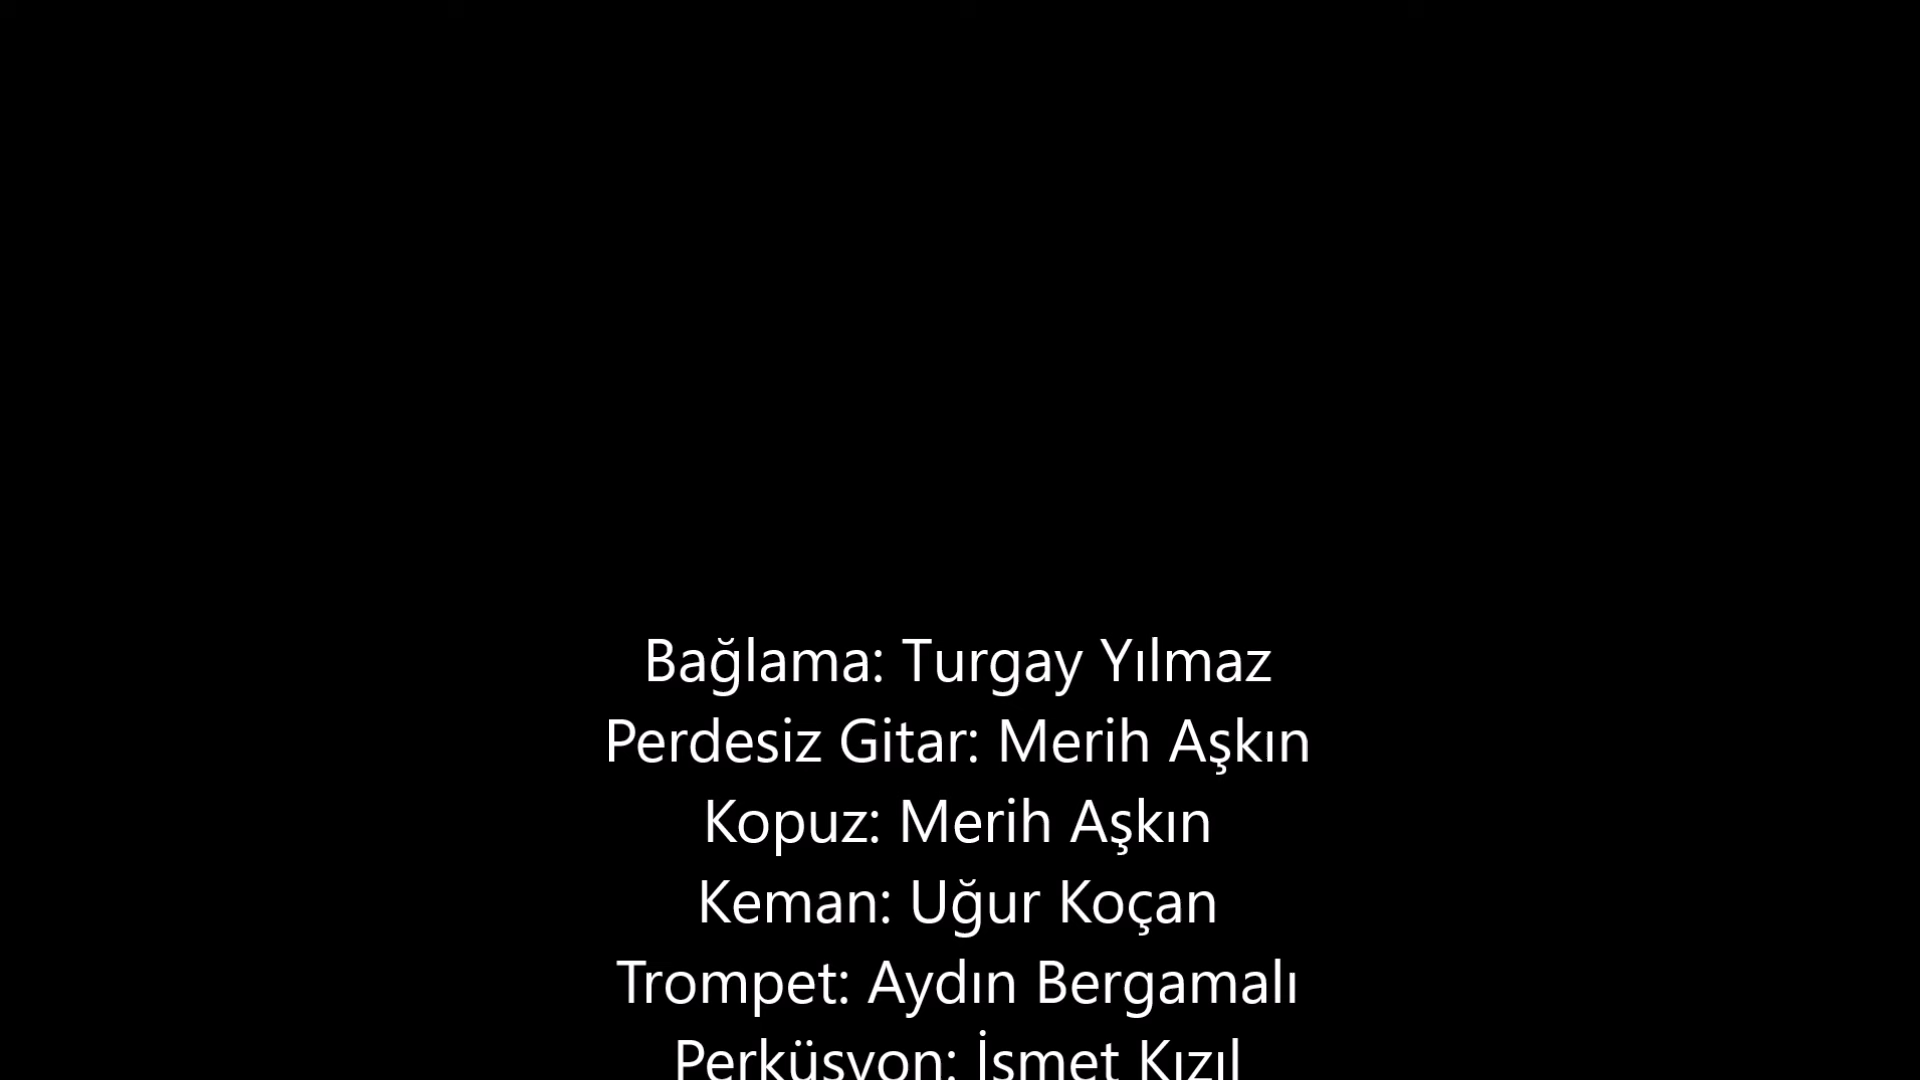 Bağlama: Turgay Yılmaz
Perdesiz Gitar: Merih Aşkın
Kopuz: Merih Aşkın
Keman: Uğur Koçan
Trompet: Aydın Bergamalı
Perküsyon: İsmet Kızıl